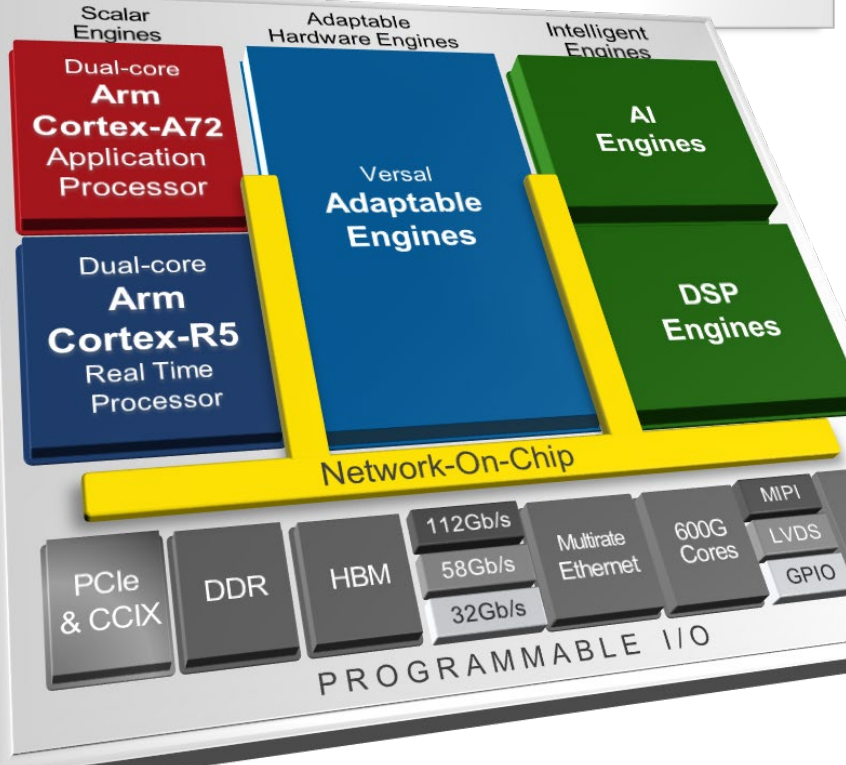 Scalar
Engines
Adaptable
Hardware Engines
Intelligent
Engines
Dual-core
Arm
Cortex-A72
Application
Processor
Versal
Adaptable
Engines
AI
Engines
Dual-core
Arm
Cortex-R5
Real Time
Processor
DSP
Engines
Network-On-Chip
PCIe
& CCIX
DDR
HBM
112Gb/s
58Gb/s
32Gb/s
Multirate
Ethernet
600G
Cores
MIPI
LVDS
GPIO
PROGRAMMABLE I/O